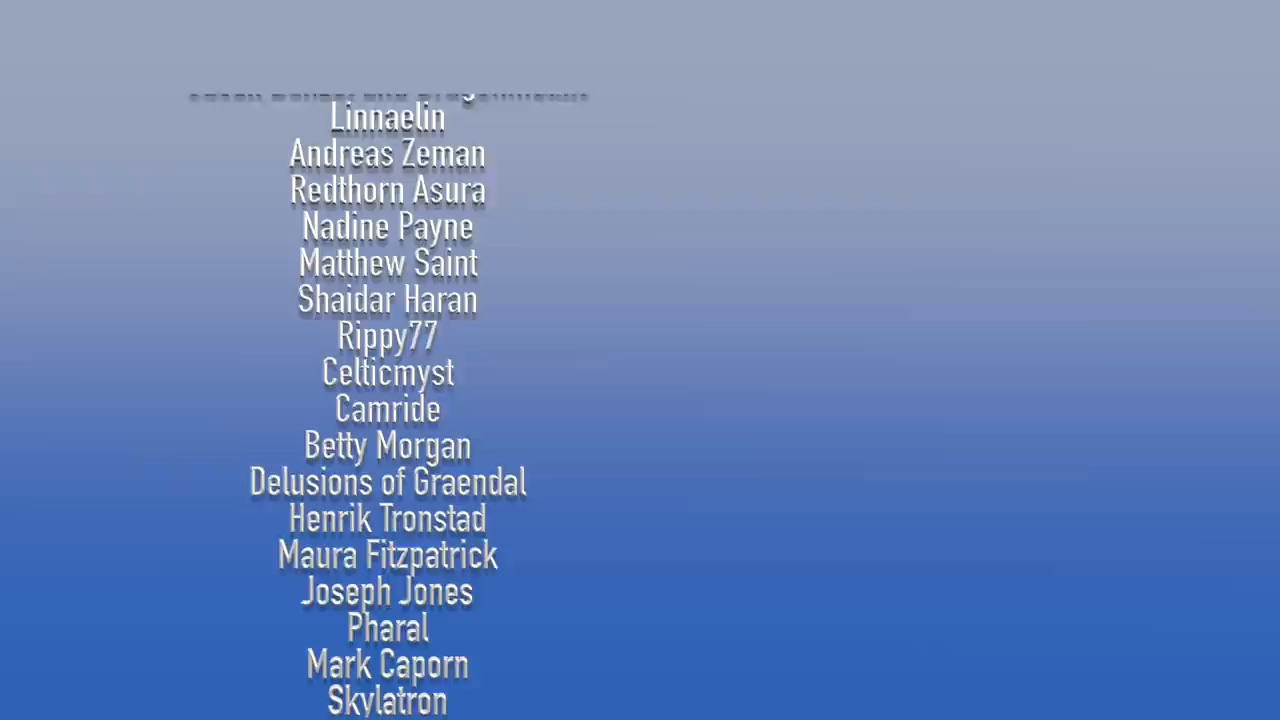 Linnaelin
Andreas Zeman
Redthorn Asura
Nadine Payne
Matthew Saint
Shaidar Haran
Rippy77
Celticmyst
Camride
Betty Morgan
Delusions of Graendal
Henrik Tronstad
Maura Fitzpatrick
Joseph Jones
Pharal
Mark Caporn
Skylatron